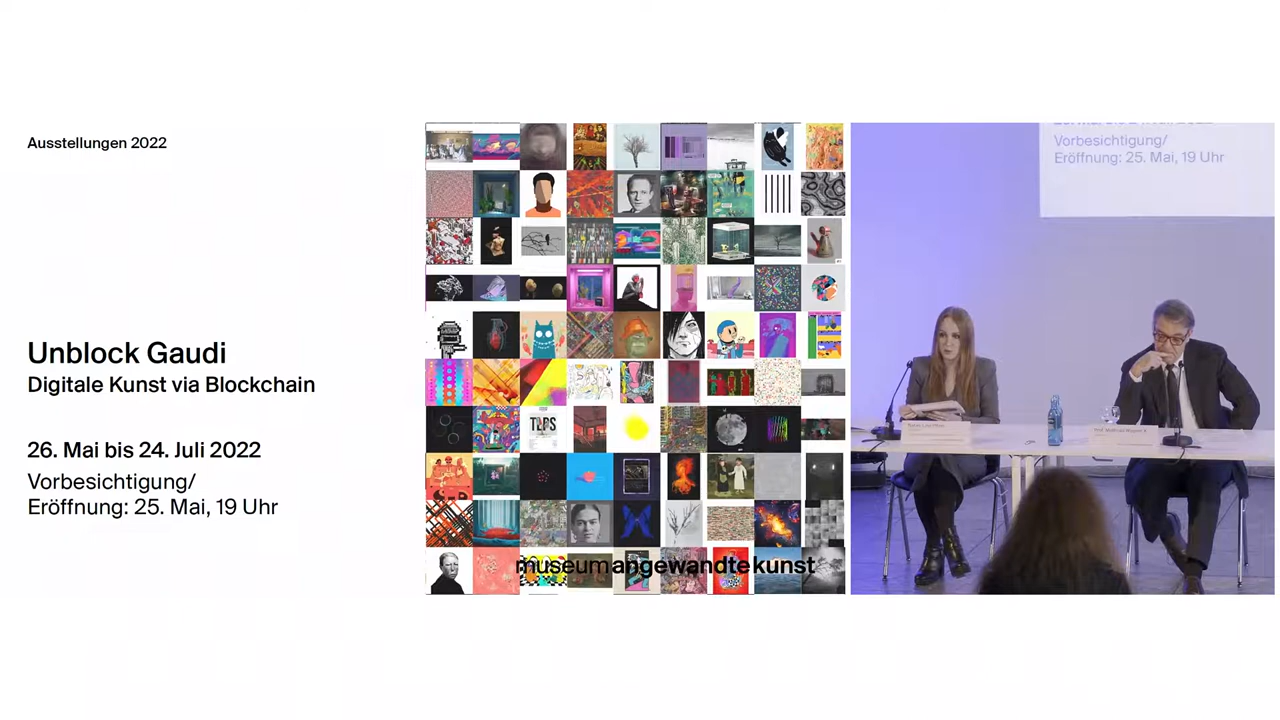 Ausstellungen 2022
Unblock Gaudi
Digitale Kunst via Blockchain
26. Mai bis 24. Juli 2022
Vorbesichtigung/
Eröffnung: 25. Mai, 19 Uhr
museumangewandtekunst
Vorbesichtigung/
Eröffnung: 25. Mai, 19 Uhr